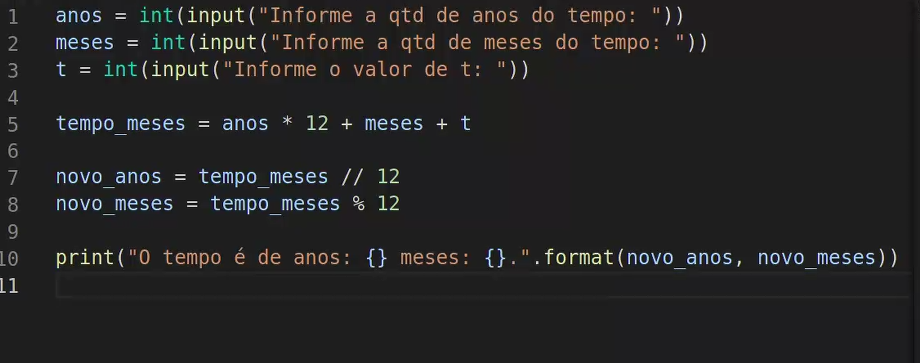 1 anos = int(input("Informe a qtd de anos do tempo: "))
2 meses = int(input("Informe a qtd de meses do tempo: "))
3 t = int(input("Informe o valor de t: "))
4
5 tempo_meses = anos * 12 + meses + t
6
7 novo_anos = tempo_meses // 12
8 novo_meses = tempo_meses % 12
9
10 print("O tempo é de anos: {} meses: {}.".format(novo_anos, novo_meses))
11